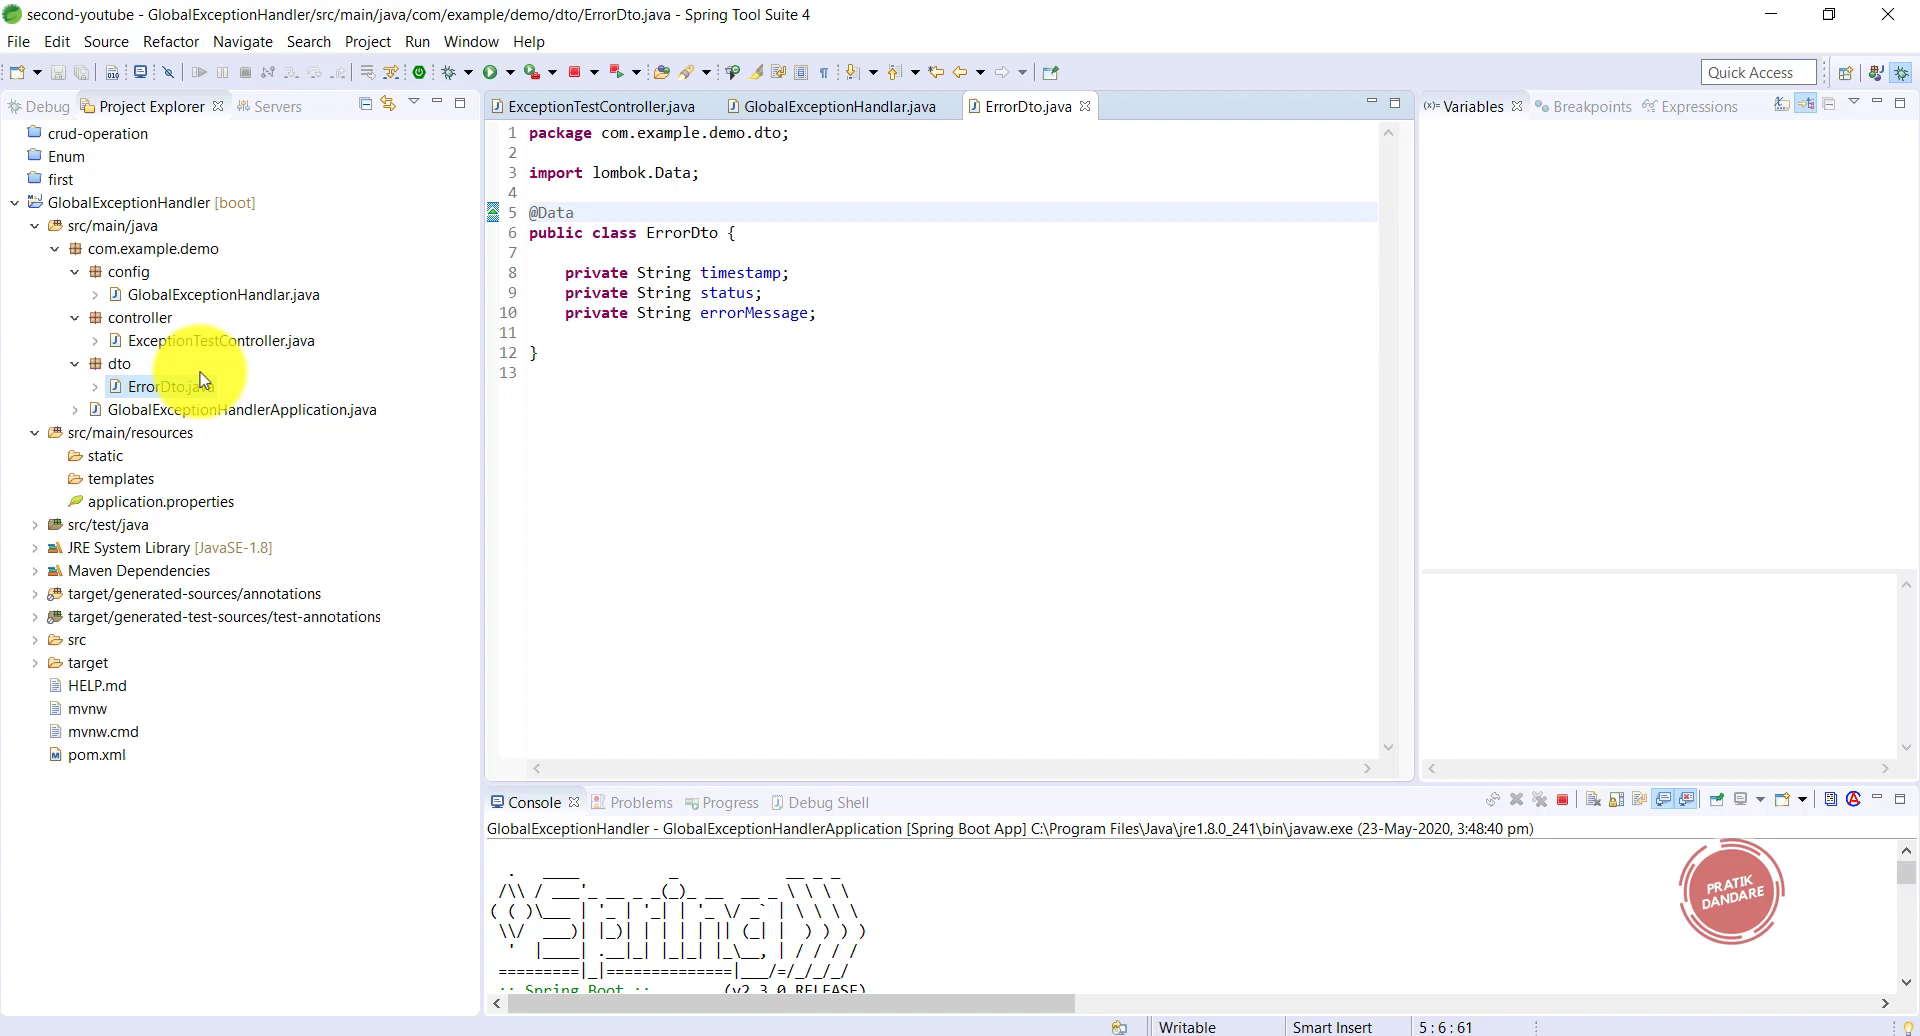 second-youtube - GlobalExceptionHandler/src/main/java/com/example/demo/dto/ErrorDto.java - Spring Tool Suite 4
File Edit Source Refactor Navigate Search Project Run Window Help
Quick Access
Debug Project Explorer Servers
crud-operation
Enum
first
GlobalExceptionHandler [boot]
src/main/java
com.example.demo
config
GlobalExceptionHandlar.java
controller
ExceptionTestController.java
dto
ErrorDto.java
GlobalExceptionHandlerApplication.java
src/main/resources
static
templates
application.properties
src/test/java
JRE System Library [JavaSE-1.8]
Maven Dependencies
target/generated-sources/annotations
target/generated-test-sources/test-annotations
src
target
HELP.md
mvnw
mvnw.cmd
pom.xml
ExceptionTestController.java GlobalExceptionHandlar.java ErrorDto.java
1 package com.example.demo.dto;
2
3 import lombok.Data;
4
5 @Data
6 public class ErrorDto {
7
8 private String timestamp;
9 private String status;
10 private String errorMessage;
11
12 }
13
(x)= Variables Breakpoints Expressions
Console Problems Progress Debug Shell
GlobalExceptionHandler - GlobalExceptionHandlerApplication [Spring Boot App] C:\Program Files\Java\jre1.8.0_241\bin\javaw.exe (23-May-2020, 3:48:40 pm)
Spring
:: Spring Boot :: (v2.3.0.RELEASE)
PRATIK
DANDARE
Writable Smart Insert 5 : 6 : 61